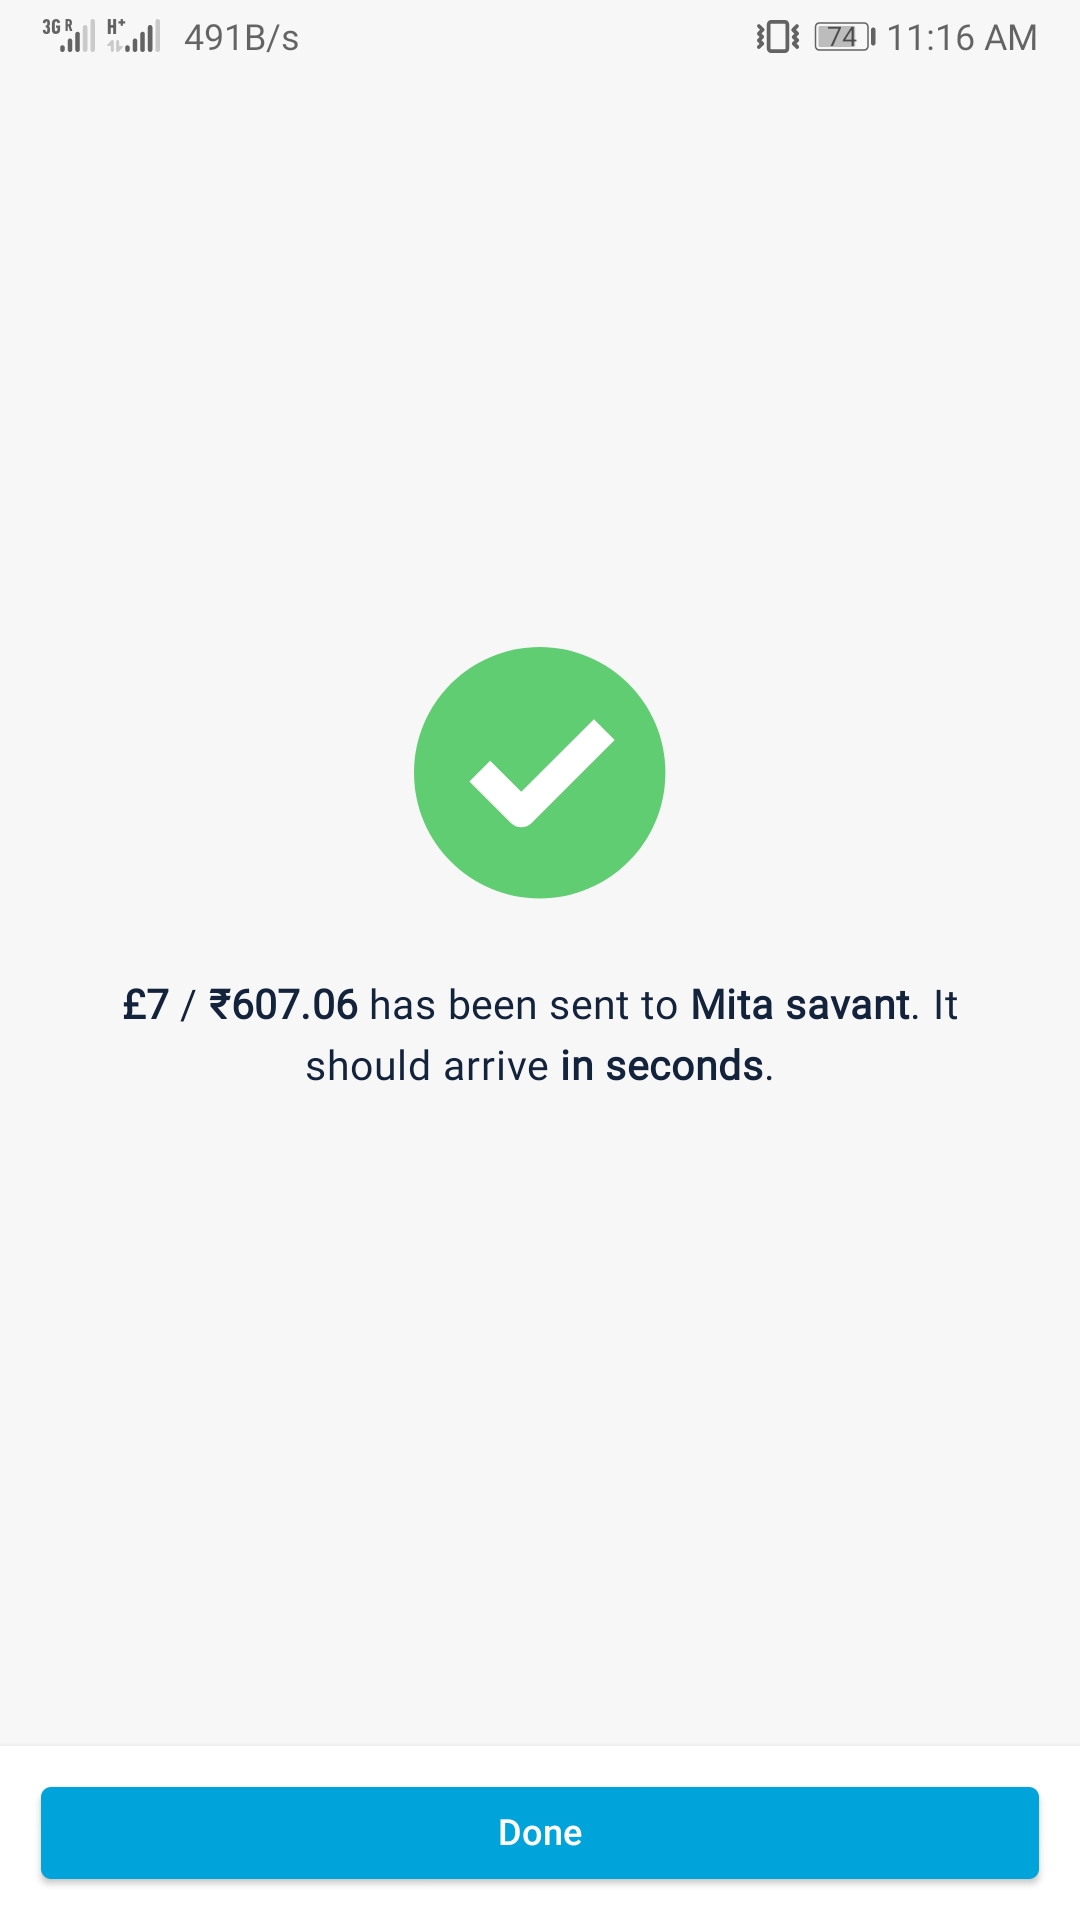 3G R H+ 491B/s 74 11:16 AM
£7 / ₹607.06 has been sent to Mita savant. It
should arrive in seconds.
Done